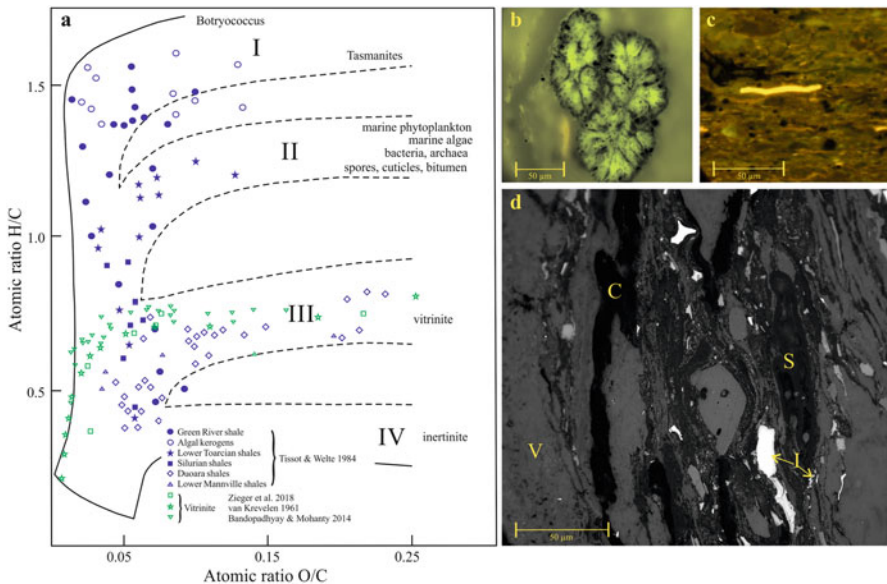 a
Botryococcus
I
Tasmanites
1.5
marine phytoplankton
marine algae
bacteria, archaea
spores, cuticles, bitumen
II
1.0
Atomic ratio H/C
III
vitrinite
0.5
IV
inertinite
Green River shale
Algal kerogens
Lower Toarcian shales
Silurian shales
Duoara shales
Lower Mannville shales
Tissot & Welte 1984
Vitrinite
Zieger et al. 2018
van Krevelen 1961
Bandopadhyay & Mohanty 2014
0.05
0.15
0.25
Atomic ratio O/C
b
50 µm
c
50 µm
d
C
S
V
I
50 µm